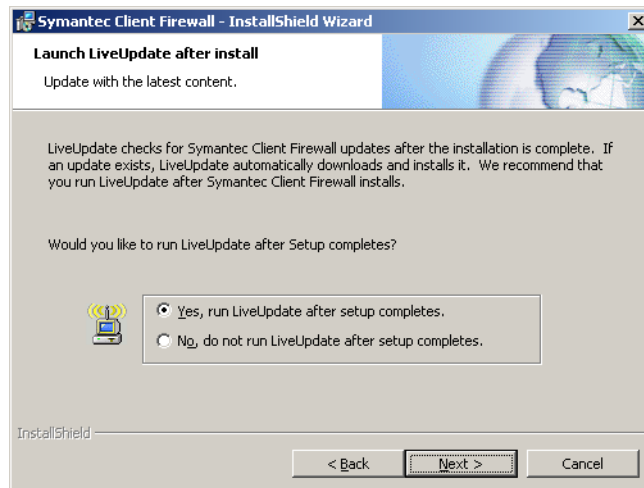 Symantec Client Firewall - InstallShield Wizard
Launch LiveUpdate after install
Update with the latest content.
LiveUpdate checks for Symantec Client Firewall updates after the installation is complete. If
an update exists, LiveUpdate automatically downloads and installs it. We recommend that
you run LiveUpdate after Symantec Client Firewall installs.
Would you like to run LiveUpdate after Setup completes?
Yes, run LiveUpdate after setup completes.
No, do not run LiveUpdate after setup completes.
InstallShield
< Back Next > Cancel